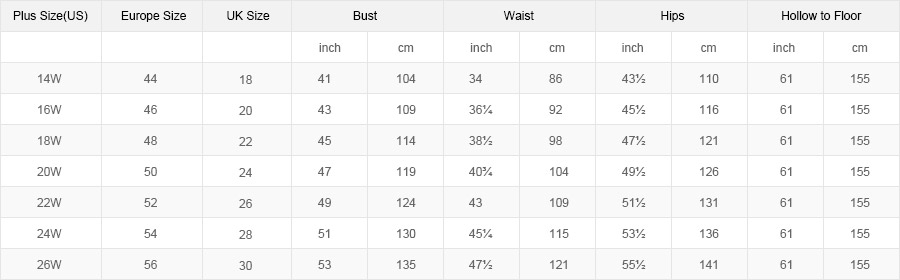 Plus Size(US) Europe Size UK Size Bust Waist Hips Hollow to Floor
inch cm inch cm inch cm inch cm
14W 44 18 41 104 34 86 43½ 110 61 155
16W 46 20 43 109 36¼ 92 45½ 116 61 155
18W 48 22 45 114 38½ 98 47½ 121 61 155
20W 50 24 47 119 40¾ 104 49½ 126 61 155
22W 52 26 49 124 43 109 51½ 131 61 155
24W 54 28 51 130 45¼ 115 53½ 136 61 155
26W 56 30 53 135 47½ 121 55½ 141 61 155